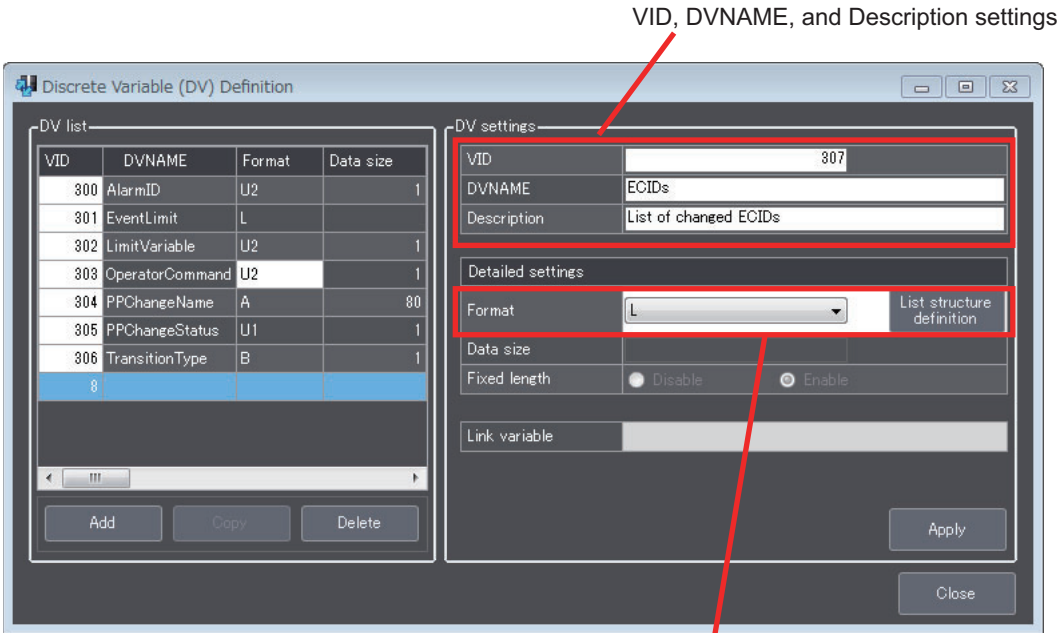 VID, DVNAME, and Description settings
Discrete Variable (DV) Definition
DV list
VID DVNAME Format Data size
300 AlarmID U2 1
301 EventLimit L
302 LimitVariable U2 1
303 OperatorCommand U2 1
304 PPChangeName A 80
305 PPChangeStatus U1 1
306 TransitionType B 1
8
Add Copy Delete
DV settings
VID 307
DVNAME ECIDs
Description List of changed ECIDs
Detailed settings
Format L List structure
definition
Data size
Fixed length Disable Enable
Link variable
Apply
Close